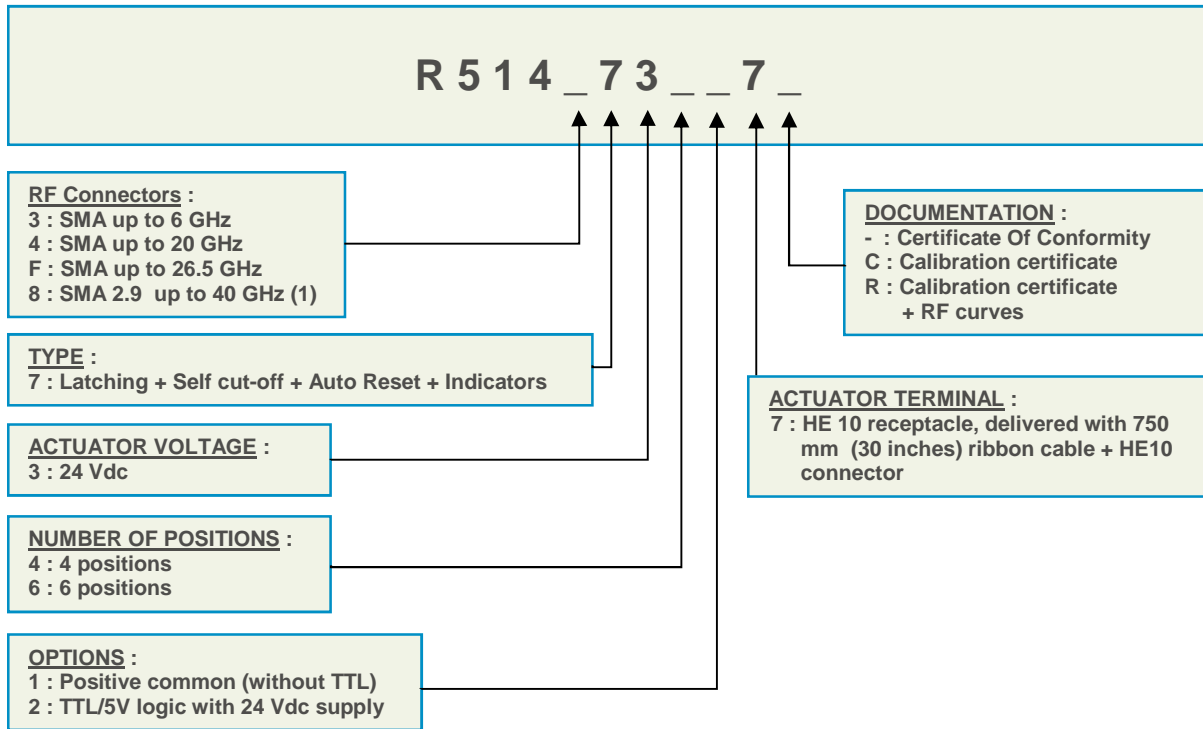 R 5 1 4 _ 7 3 _ _ 7 _
RF Connectors :
3 : SMA up to 6 GHz
4 : SMA up to 20 GHz
F : SMA up to 26.5 GHz
8 : SMA 2.9 up to 40 GHz (1)
TYPE :
7 : Latching + Self cut-off + Auto Reset + Indicators
ACTUATOR VOLTAGE :
3 : 24 Vdc
NUMBER OF POSITIONS :
4 : 4 positions
6 : 6 positions
OPTIONS :
1 : Positive common (without TTL)
2 : TTL/5V logic with 24 Vdc supply
DOCUMENTATION :
- : Certificate Of Conformity
C : Calibration certificate
R : Calibration certificate
+ RF curves
ACTUATOR TERMINAL :
7 : HE 10 receptacle, delivered with 750
mm (30 inches) ribbon cable + HE10
connector